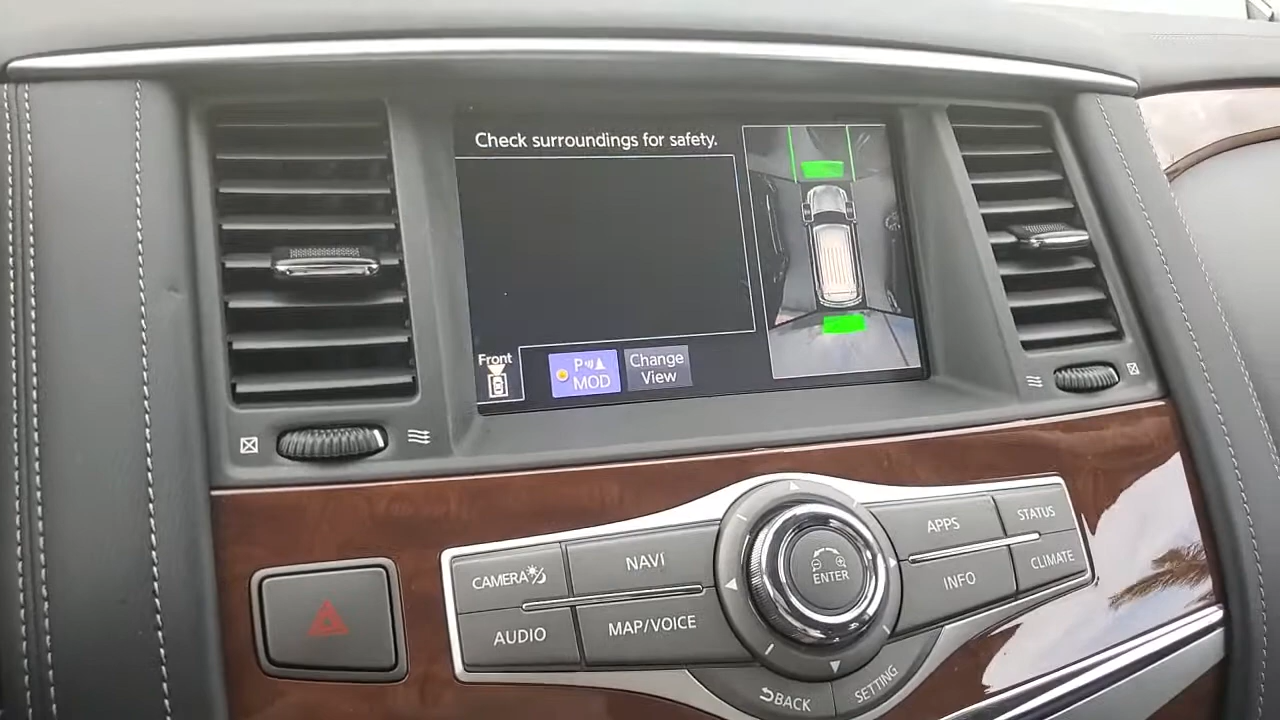 Check surroundings for safety.
Front
P
MOD
Change
View
CAMERA
NAVI
AUDIO
MAP/VOICE
ENTER
APPS
STATUS
INFO
CLIMATE
BACK
SETTING